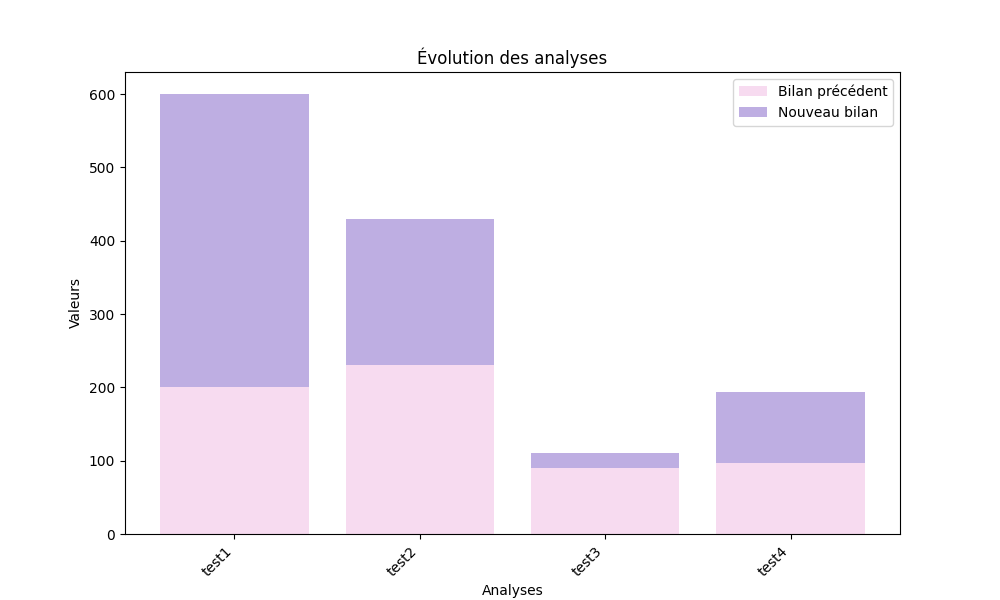 Évolution des analyses
Bilan précédent
Nouveau bilan
600
500
400
300
200
100
0
Valeurs
test1
test2
test3
test4
Analyses